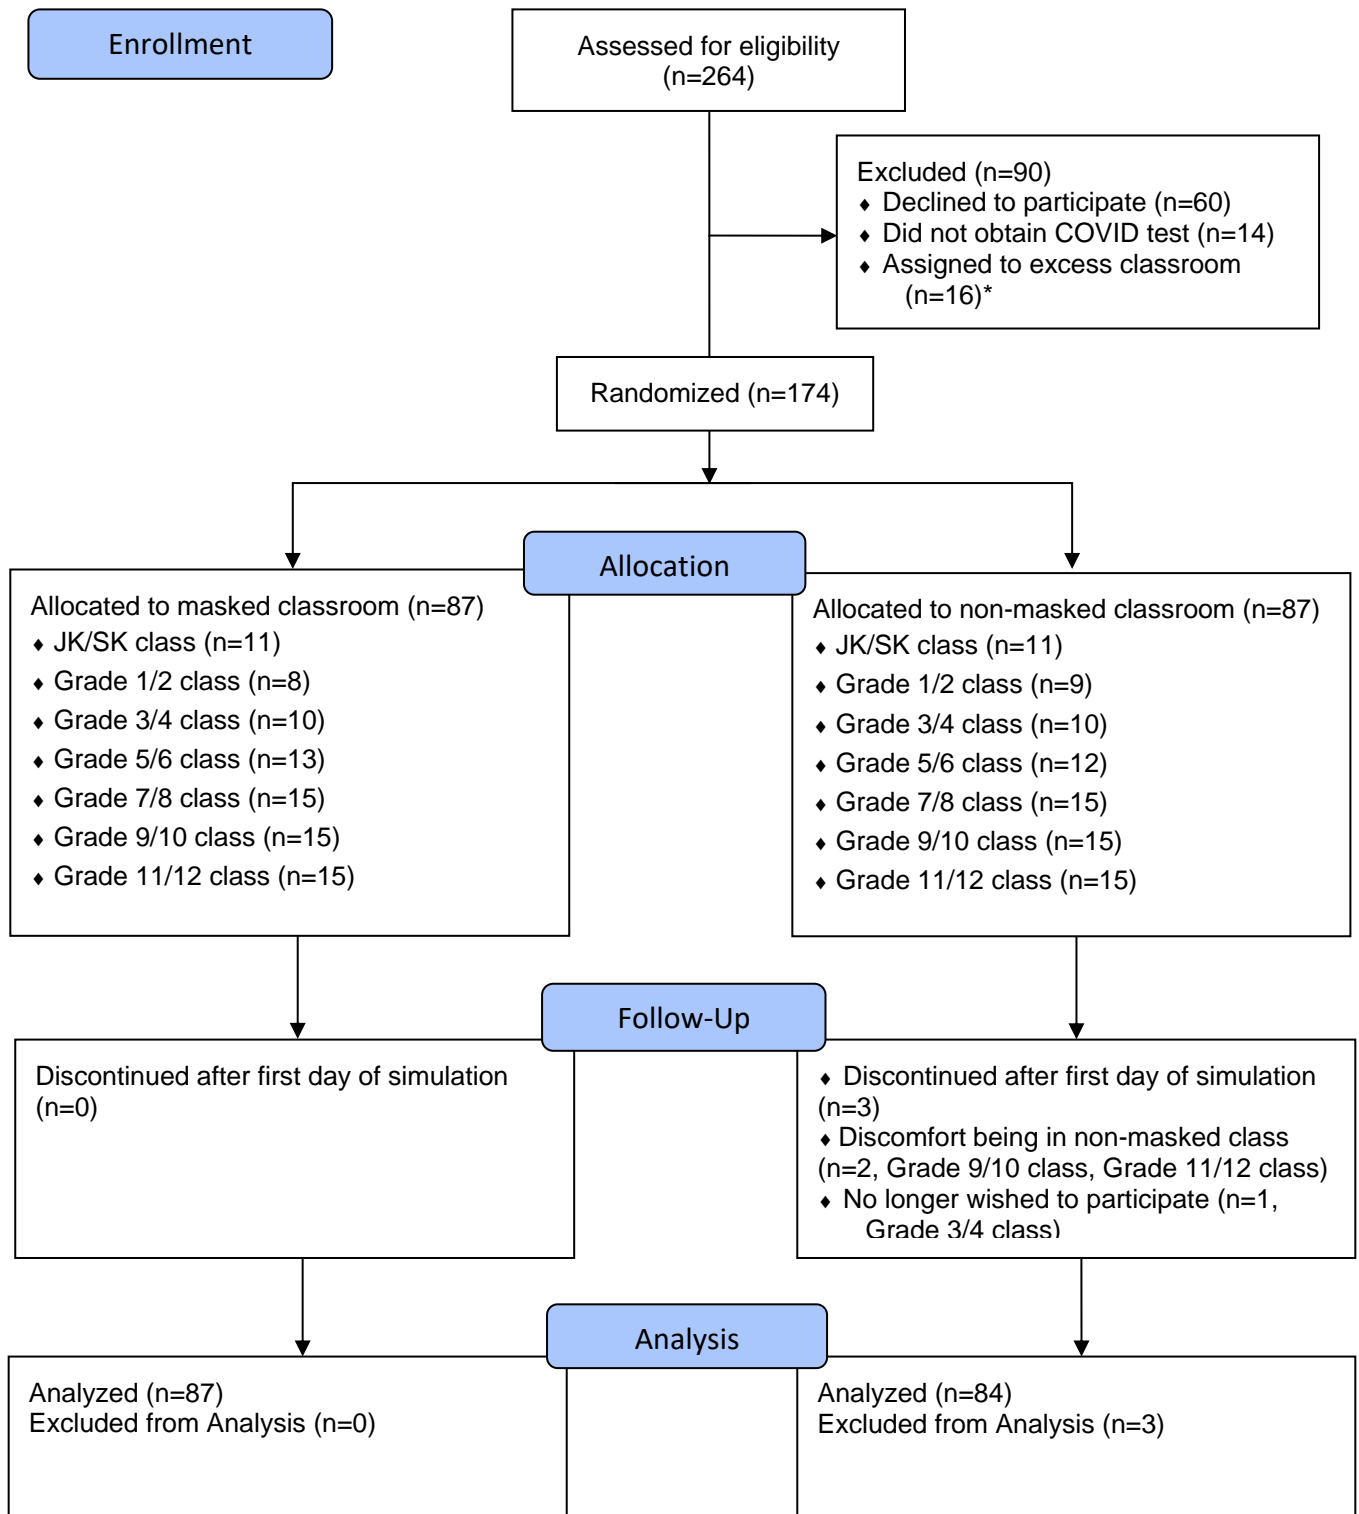 Enrollment
Assessed for eligibility
(n=264)
Excluded (n=90)
♦ Declined to participate (n=60)
♦ Did not obtain COVID test (n=14)
♦ Assigned to excess classroom
(n=16)*
Randomized (n=174)
Allocation
Allocated to masked classroom (n=87)
♦ JK/SK class (n=11)
♦ Grade 1/2 class (n=8)
♦ Grade 3/4 class (n=10)
♦ Grade 5/6 class (n=13)
♦ Grade 7/8 class (n=15)
♦ Grade 9/10 class (n=15)
♦ Grade 11/12 class (n=15)
Allocated to non-masked classroom (n=87)
♦ JK/SK class (n=11)
♦ Grade 1/2 class (n=9)
♦ Grade 3/4 class (n=10)
♦ Grade 5/6 class (n=12)
♦ Grade 7/8 class (n=15)
♦ Grade 9/10 class (n=15)
♦ Grade 11/12 class (n=15)
Follow-Up
Discontinued after first day of simulation
(n=0)
♦ Discontinued after first day of simulation
(n=3)
♦ Discomfort being in non-masked class
(n=2, Grade 9/10 class, Grade 11/12 class)
♦ No longer wished to participate (n=1,
Grade 3/4 class)
Analysis
Analyzed (n=87)
Excluded from Analysis (n=0)
Analyzed (n=84)
Excluded from Analysis (n=3)